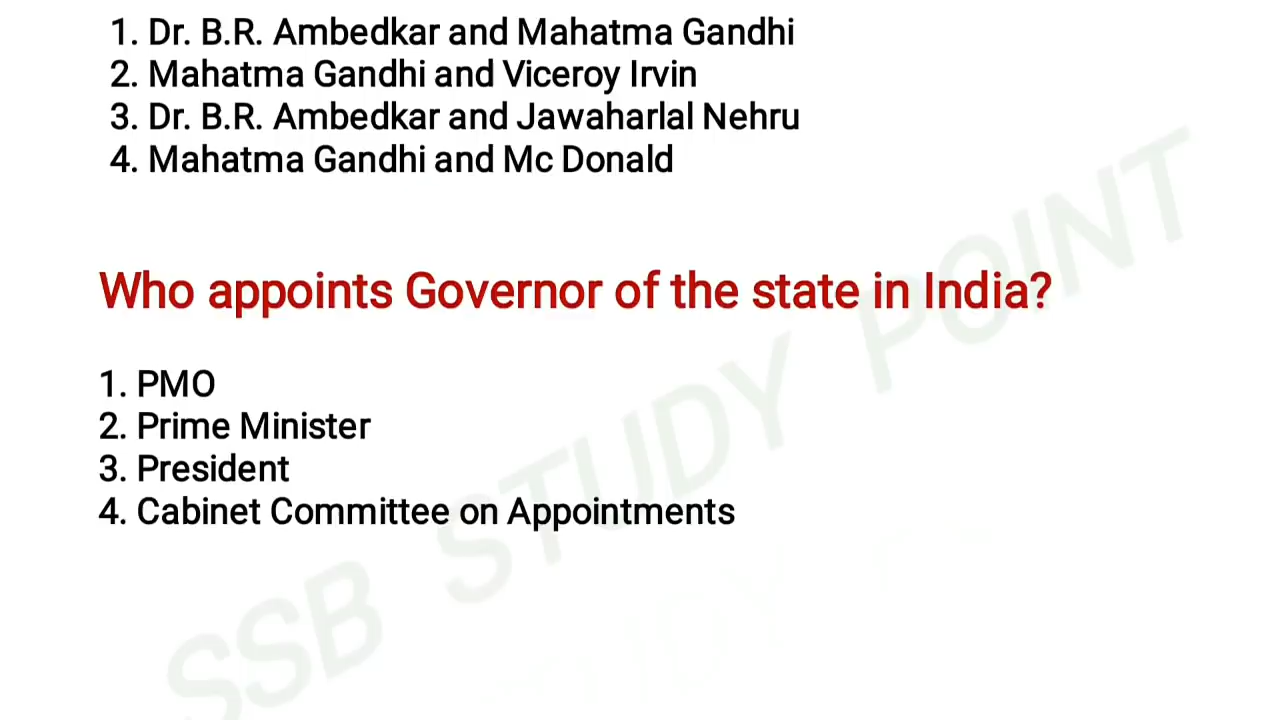 1. Dr. B.R. Ambedkar and Mahatma Gandhi
2. Mahatma Gandhi and Viceroy Irvin
3. Dr. B.R. Ambedkar and Jawaharlal Nehru
4. Mahatma Gandhi and Mc Donald
Who appoints Governor of the state in India?
1. PMO
2. Prime Minister
3. President
4. Cabinet Committee on Appointments
SSB STUDY POINT